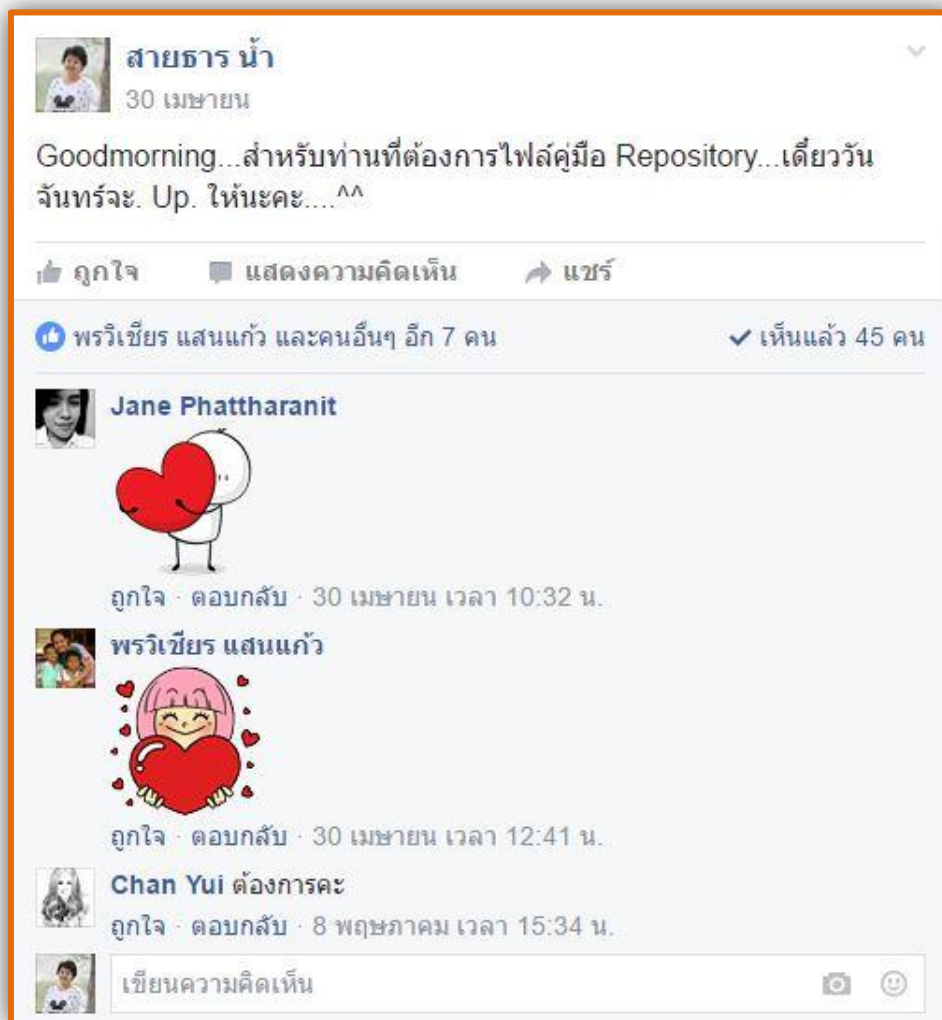 สายธาร น้ำ
30 เมษายน
Goodmorning...สำหรับท่านที่ต้องการไฟล์คู่มือ Repository...เดี๋ยววัน
จันทร์จะ. Up. ให้นะคะ....^^
ถูกใจ แสดงความคิดเห็น แชร์
พรวิเชียร แสนแก้ว และคนอื่นๆ อีก 7 คน เห็นแล้ว 45 คน
Jane Phattharanit
ถูกใจ · ตอบกลับ · 30 เมษายน เวลา 10:32 น.
พรวิเชียร แสนแก้ว
ถูกใจ · ตอบกลับ · 30 เมษายน เวลา 12:41 น.
Chan Yui ต้องการคะ
ถูกใจ · ตอบกลับ · 8 พฤษภาคม เวลา 15:34 น.
เขียนความคิดเห็น